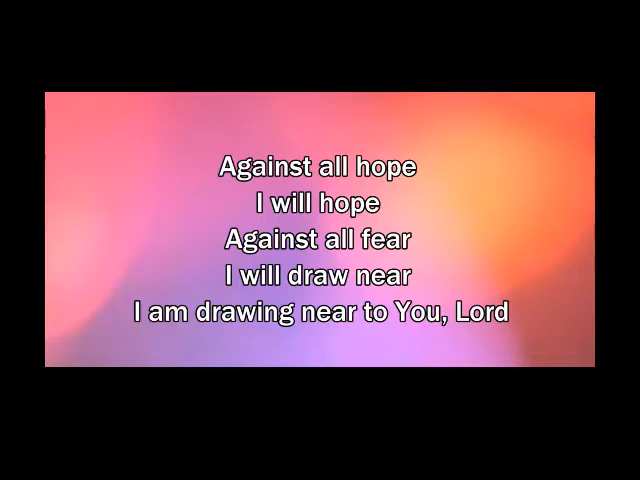 Against all hope
I will hope
Against all fear
I will draw near
I am drawing near to You, Lord